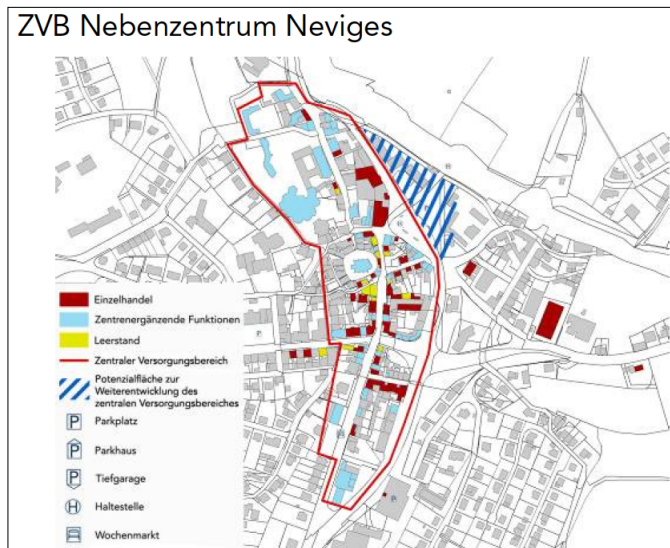 ZVB Nebenzentrum Neviges
Einzelhandel
Zentrenergänzende Funktionen
Leerstand
Zentraler Versorgungsbereich
Potenzialfläche zur
Weiterentwicklung des
zentralen Versorgungsbereiches
P Parkplatz
P Parkhaus
P Tiefgarage
H Haltestelle
Wochenmarkt
P
P
H
H